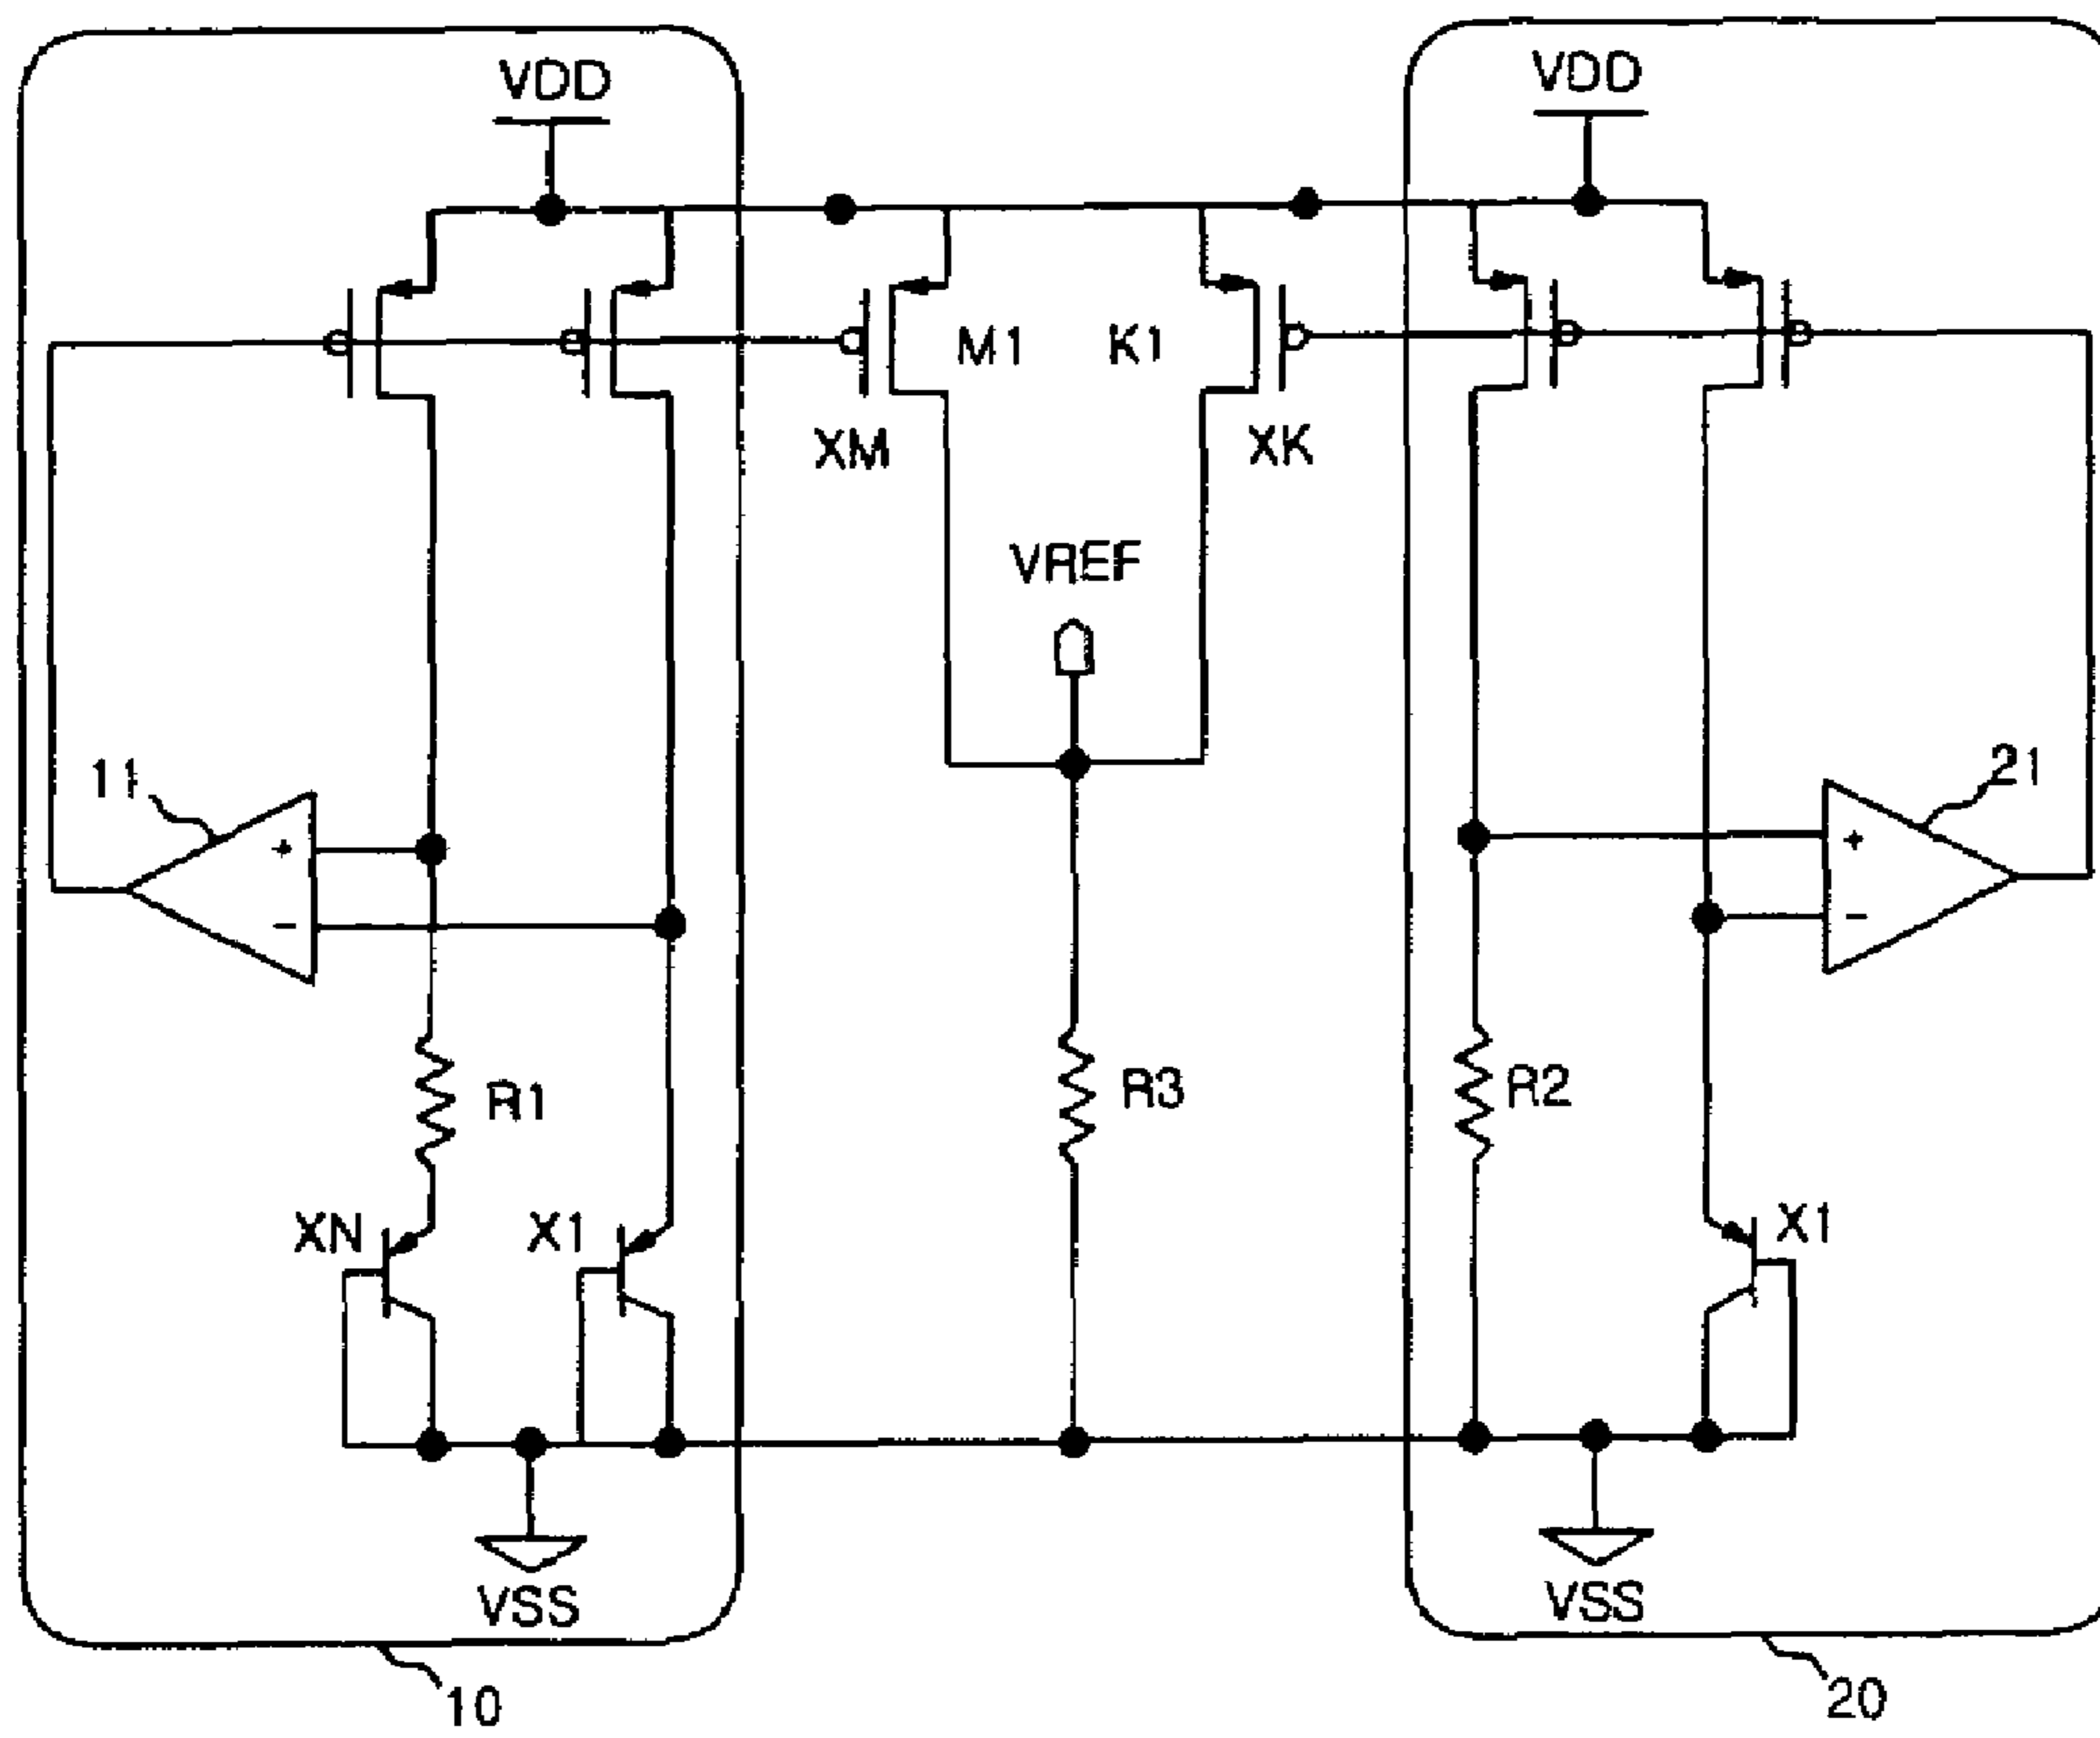 VDD
VDD
M1
K1
XM
XK
VREF
11
21
+
+
−
−
R1
R3
R2
XN
X1
X1
VSS
VSS
10
20